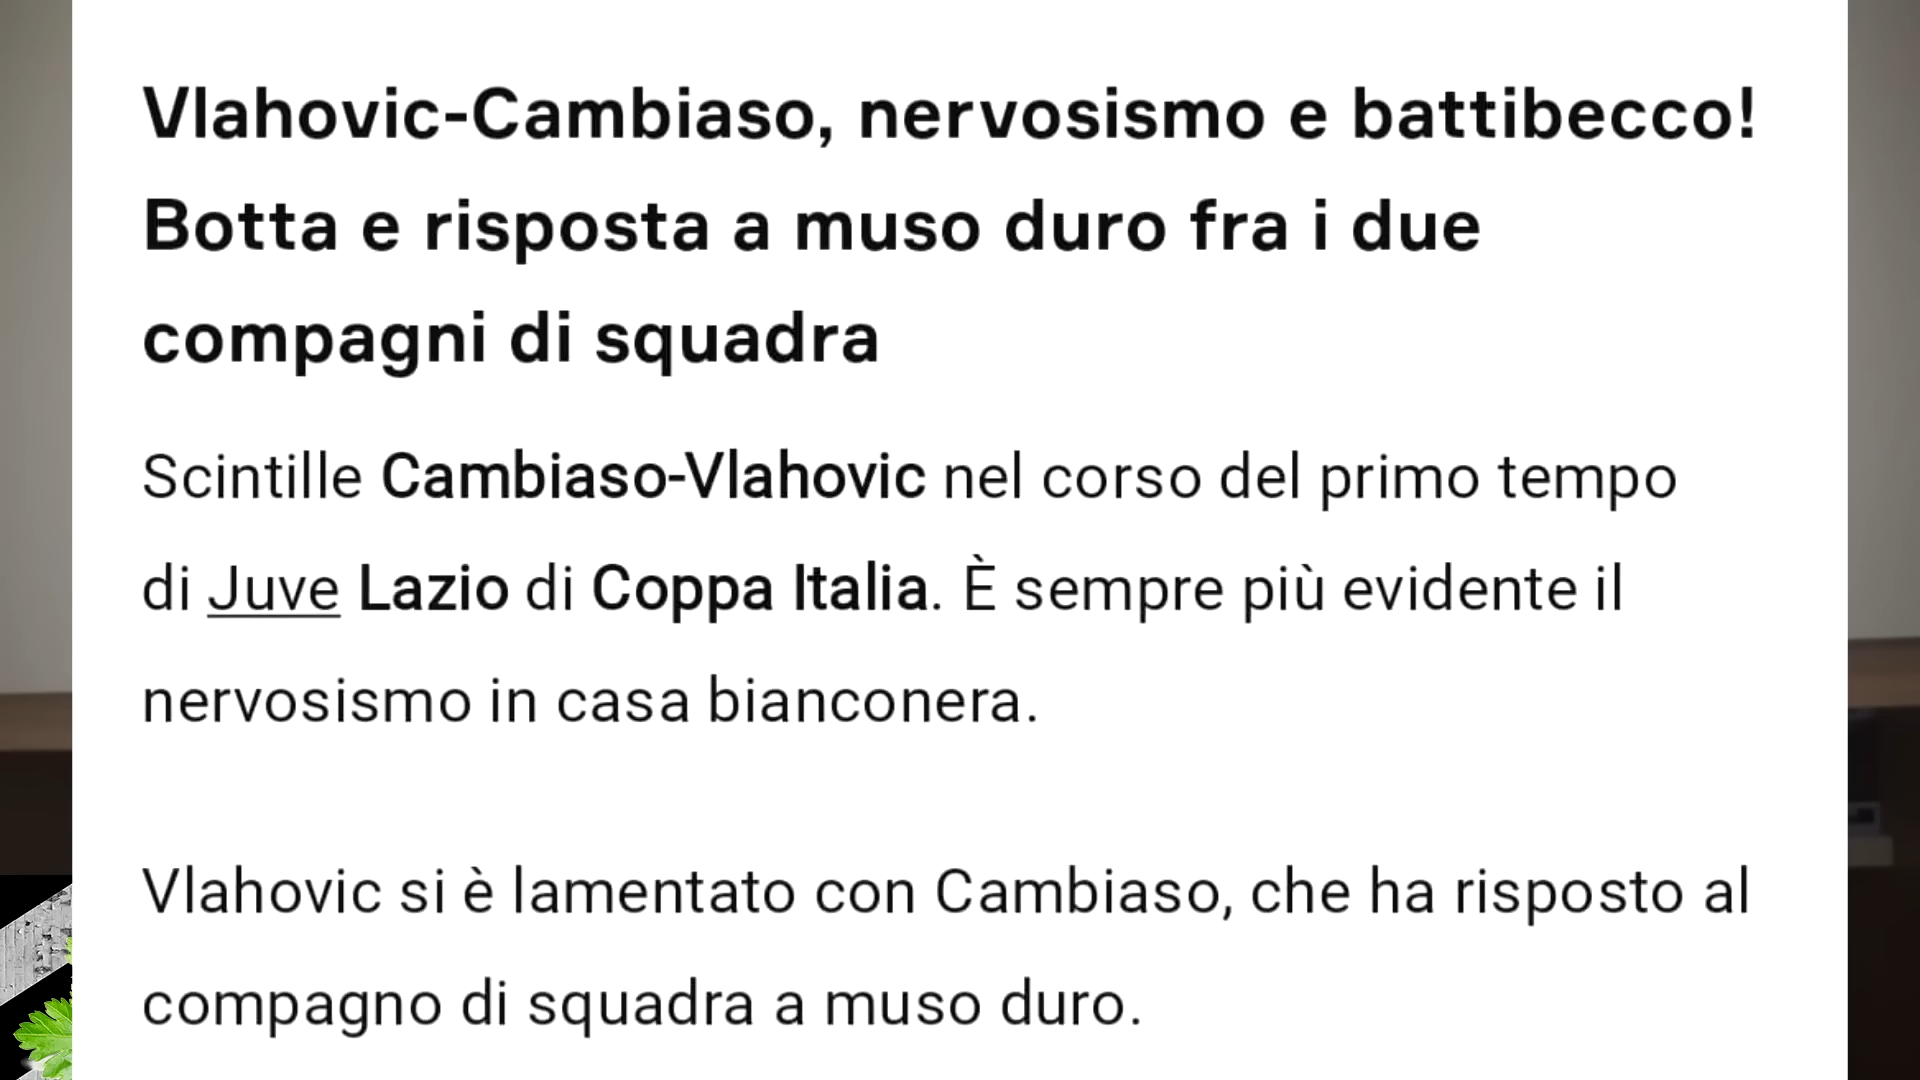 Vlahovic-Cambiaso, nervosismo e battibecco!
Botta e risposta a muso duro fra i due
compagni di squadra
Scintille Cambiaso-Vlahovic nel corso del primo tempo
di Juve Lazio di Coppa Italia. È sempre più evidente il
nervosismo in casa bianconera.
Vlahovic si è lamentato con Cambiaso, che ha risposto al
compagno di squadra a muso duro.